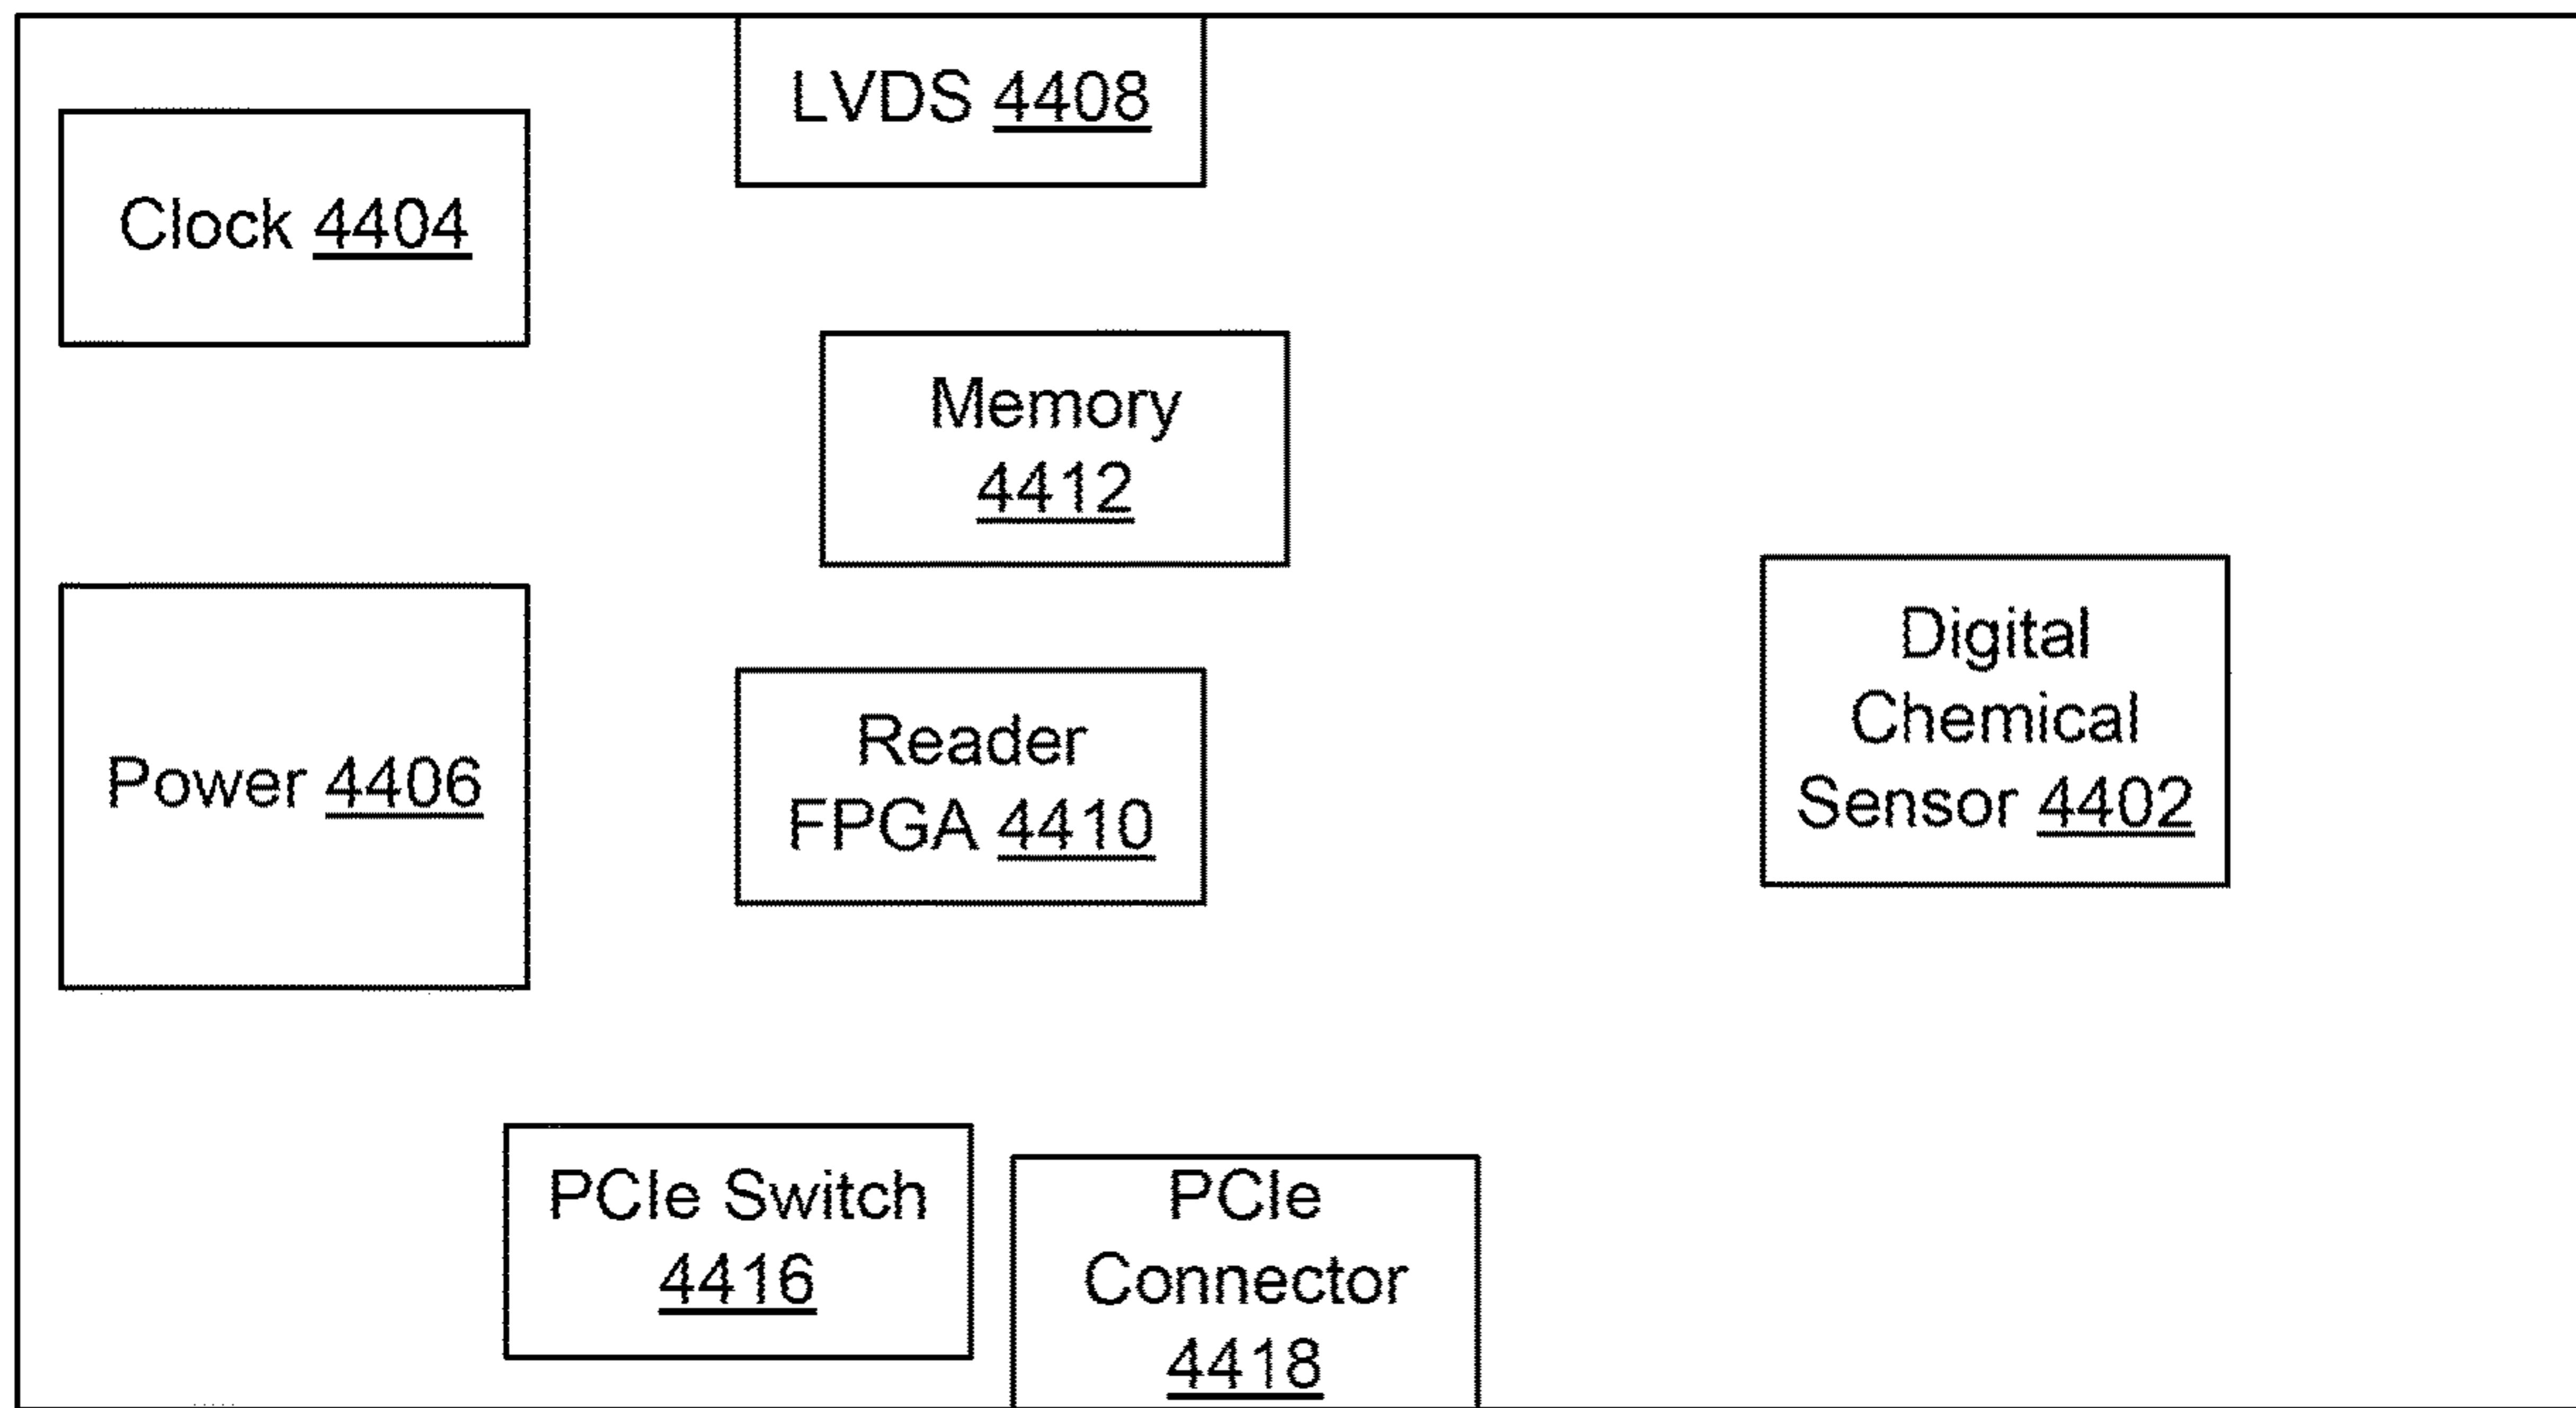 LVDS 4408
Clock 4404
Memory
4412
Digital
Chemical
Sensor 4402
Power 4406
Reader
FPGA 4410
PCIe Switch
4416
PCIe
Connector
4418